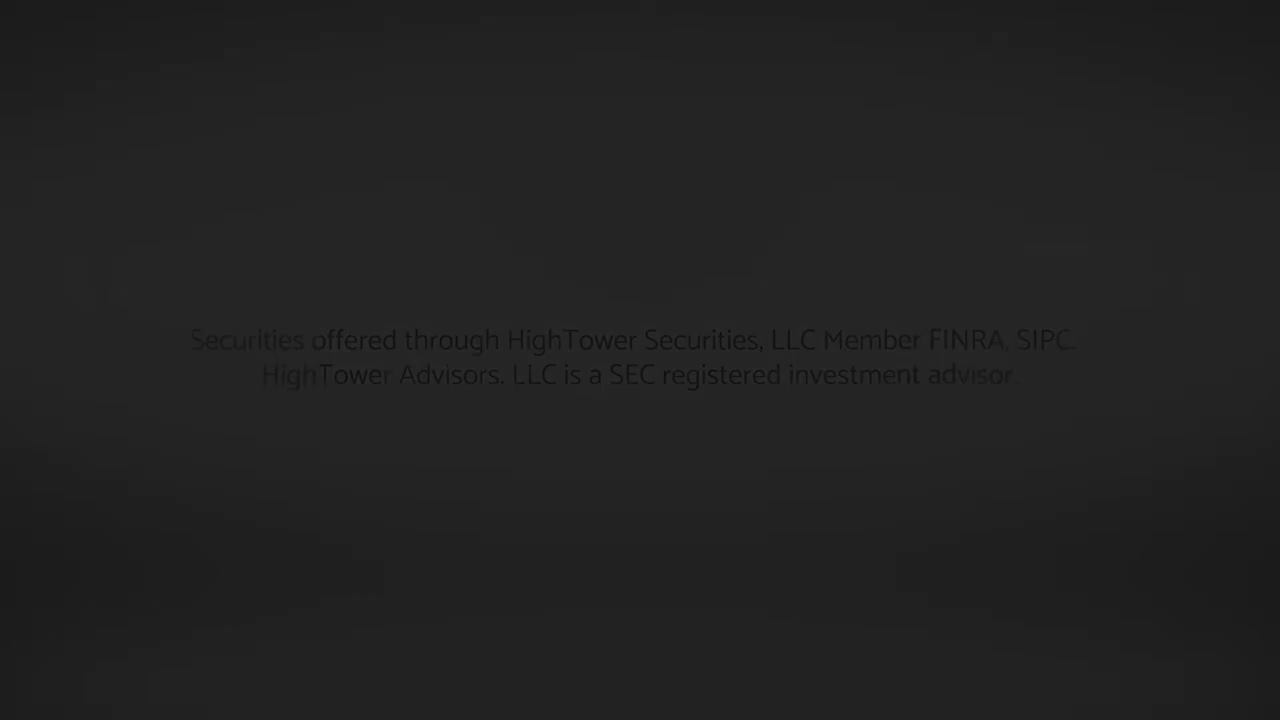 Securities offered through HighTower Securities, LLC Member FINRA, SIPC.
HighTower Advisors. LLC is a SEC registered investment advisor.